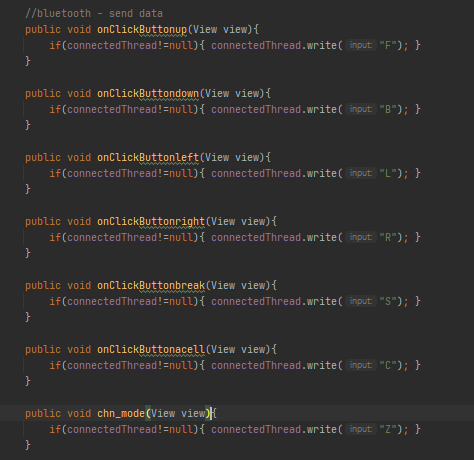 //bluetooth - send data
public void onClickButtonup(View view){
if(connectedThread!=null){ connectedThread.write( input: "F"); }
}
public void onClickButtondown(View view){
if(connectedThread!=null){ connectedThread.write( input: "B"); }
}
public void onClickButtonleft(View view){
if(connectedThread!=null){ connectedThread.write( input: "L"); }
}
public void onClickButtonright(View view){
if(connectedThread!=null){ connectedThread.write( input: "R"); }
}
public void onClickButtonbreak(View view){
if(connectedThread!=null){ connectedThread.write( input: "S"); }
}
public void onClickButtonacell(View view){
if(connectedThread!=null){ connectedThread.write( input: "C"); }
}
public void chn_mode(View view){
if(connectedThread!=null){ connectedThread.write( input: "Z"); }
}